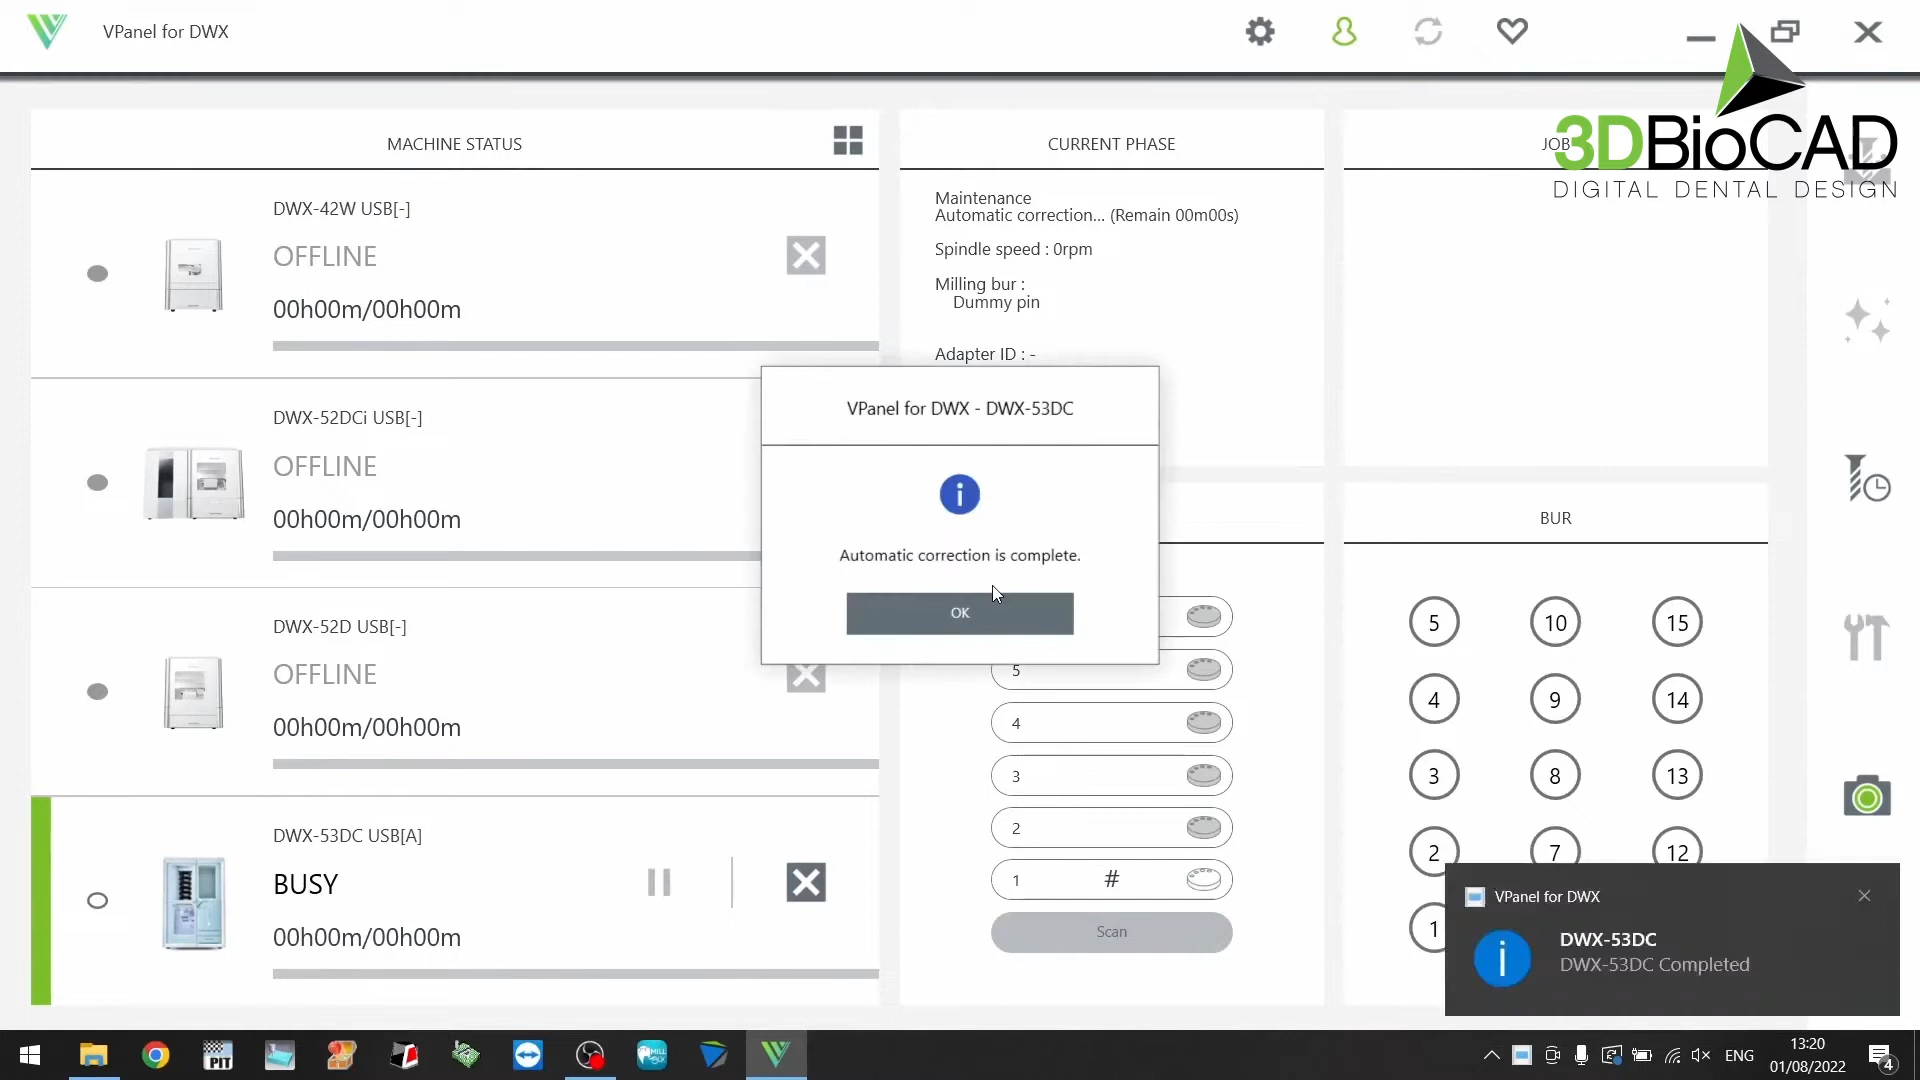 VPanel for DWX
3DBioCAD
DIGITAL DENTAL DESIGN
MACHINE STATUS
DWX-42W USB[-]
OFFLINE
00h00m/00h00m
DWX-52DCi USB[-]
OFFLINE
00h00m/00h00m
DWX-52D USB[-]
OFFLINE
00h00m/00h00m
DWX-53DC USB[A]
BUSY
00h00m/00h00m
CURRENT PHASE
Maintenance
Automatic correction... (Remain 00m00s)
Spindle speed : 0rpm
Milling bur :
Dummy pin
Adapter ID : -
VPanel for DWX - DWX-53DC
Automatic correction is complete.
OK
5
4
3
2
1 #
Scan
JOB
BUR
5 10 15
4 9 14
3 8 13
2 7 12
1
VPanel for DWX
DWX-53DC
DWX-53DC Completed
PIT
MILL BOX
ENG
13:20
01/08/2022
4